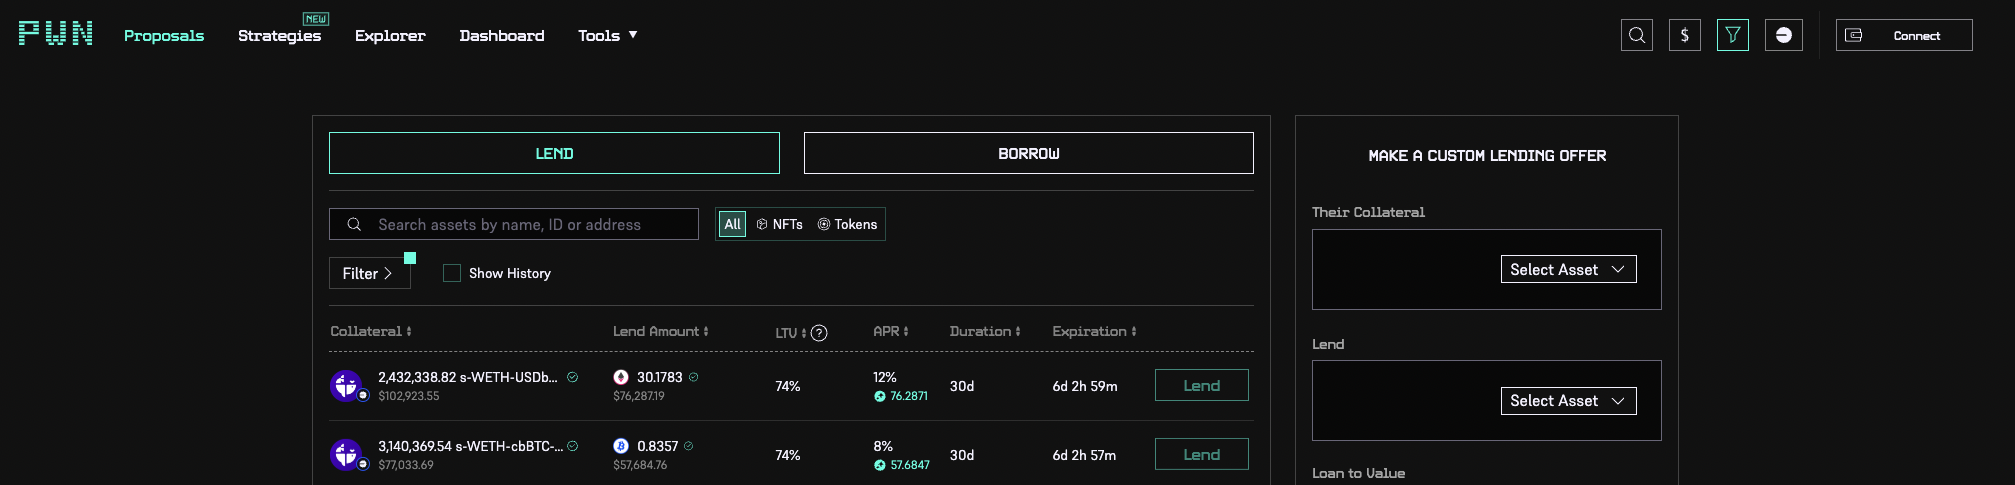 PWN Proposals Strategies NEW Explorer Dashboard Tools $ Connect
LEND BORROW
Search assets by name, ID or address All NFTs Tokens
Filter Show History
Collateral Lend Amount LTV ? APR Duration Expiration
2,432,338.82 s-WETH-USDb... 30.1783 74% 12% 30d 6d 2h 59m Lend
$102,923.55 $76,287.19 76.2871
3,140,369.54 s-WETH-cbBTC-... 0.8357 74% 8% 30d 6d 2h 57m Lend
$77,033.69 $57,684.76 57.6847
MAKE A CUSTOM LENDING OFFER
Their Collateral
Select Asset
Lend
Select Asset
Loan to Value